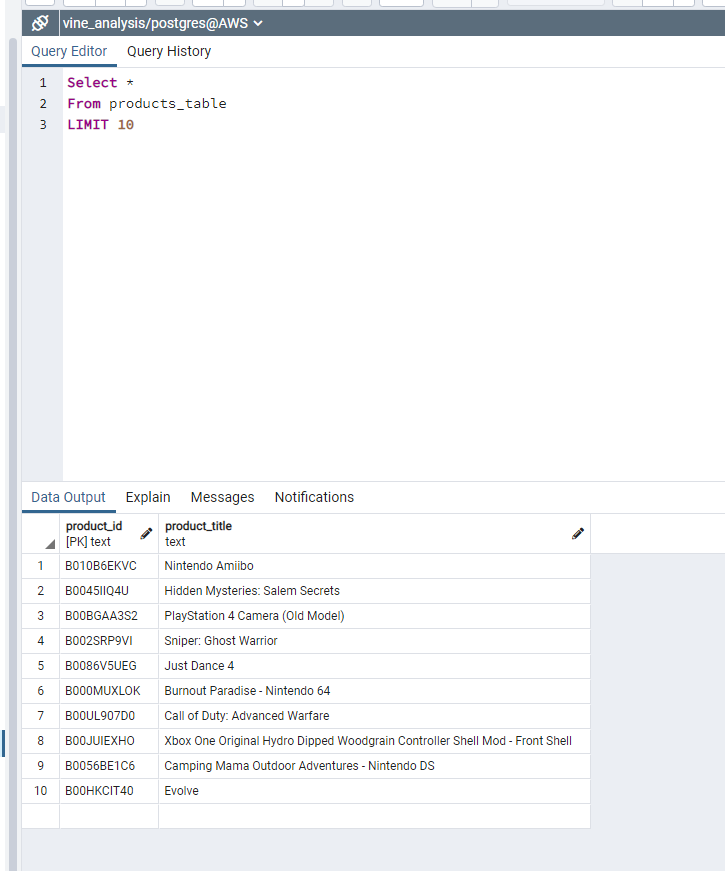 vine_analysis/postgres@AWS
Query Editor Query History
1 Select *
2 From products_table
3 LIMIT 10
Data Output Explain Messages Notifications
product_id product_title
[PK] text text
1 B010B6EKVC Nintendo Amiibo
2 B0045IIQ4U Hidden Mysteries: Salem Secrets
3 B00BGAA3S2 PlayStation 4 Camera (Old Model)
4 B002SRP9VI Sniper: Ghost Warrior
5 B0086V5UEG Just Dance 4
6 B000MUXLOK Burnout Paradise - Nintendo 64
7 B00UL907D0 Call of Duty: Advanced Warfare
8 B00JUIEXHO Xbox One Original Hydro Dipped Woodgrain Controller Shell Mod - Front Shell
9 B0056BE1C6 Camping Mama Outdoor Adventures - Nintendo DS
10 B00HKCIT40 Evolve